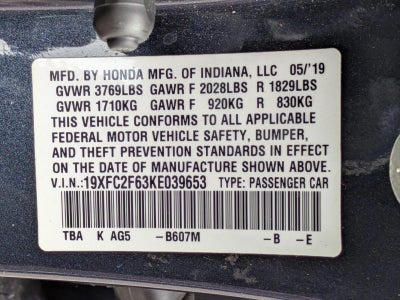 MFD. BY HONDA MFG. OF INDIANA, LLC 05/'19
GVWR 3769LBS GAWR F 2028LBS R 1829LBS
GVWR 1710KG GAWR F 920KG R 830KG
THIS VEHICLE CONFORMS TO ALL APPLICABLE
FEDERAL MOTOR VEHICLE SAFETY, BUMPER,
AND THEFT PREVENTION STANDARDS IN EFFECT
ON THE DATE OF MANUFACTURE SHOWN ABOVE.
V.I.N.:19XFC2F63KE039653 TYPE: PASSENGER CAR
TBA K AG5 -B607M -B -E